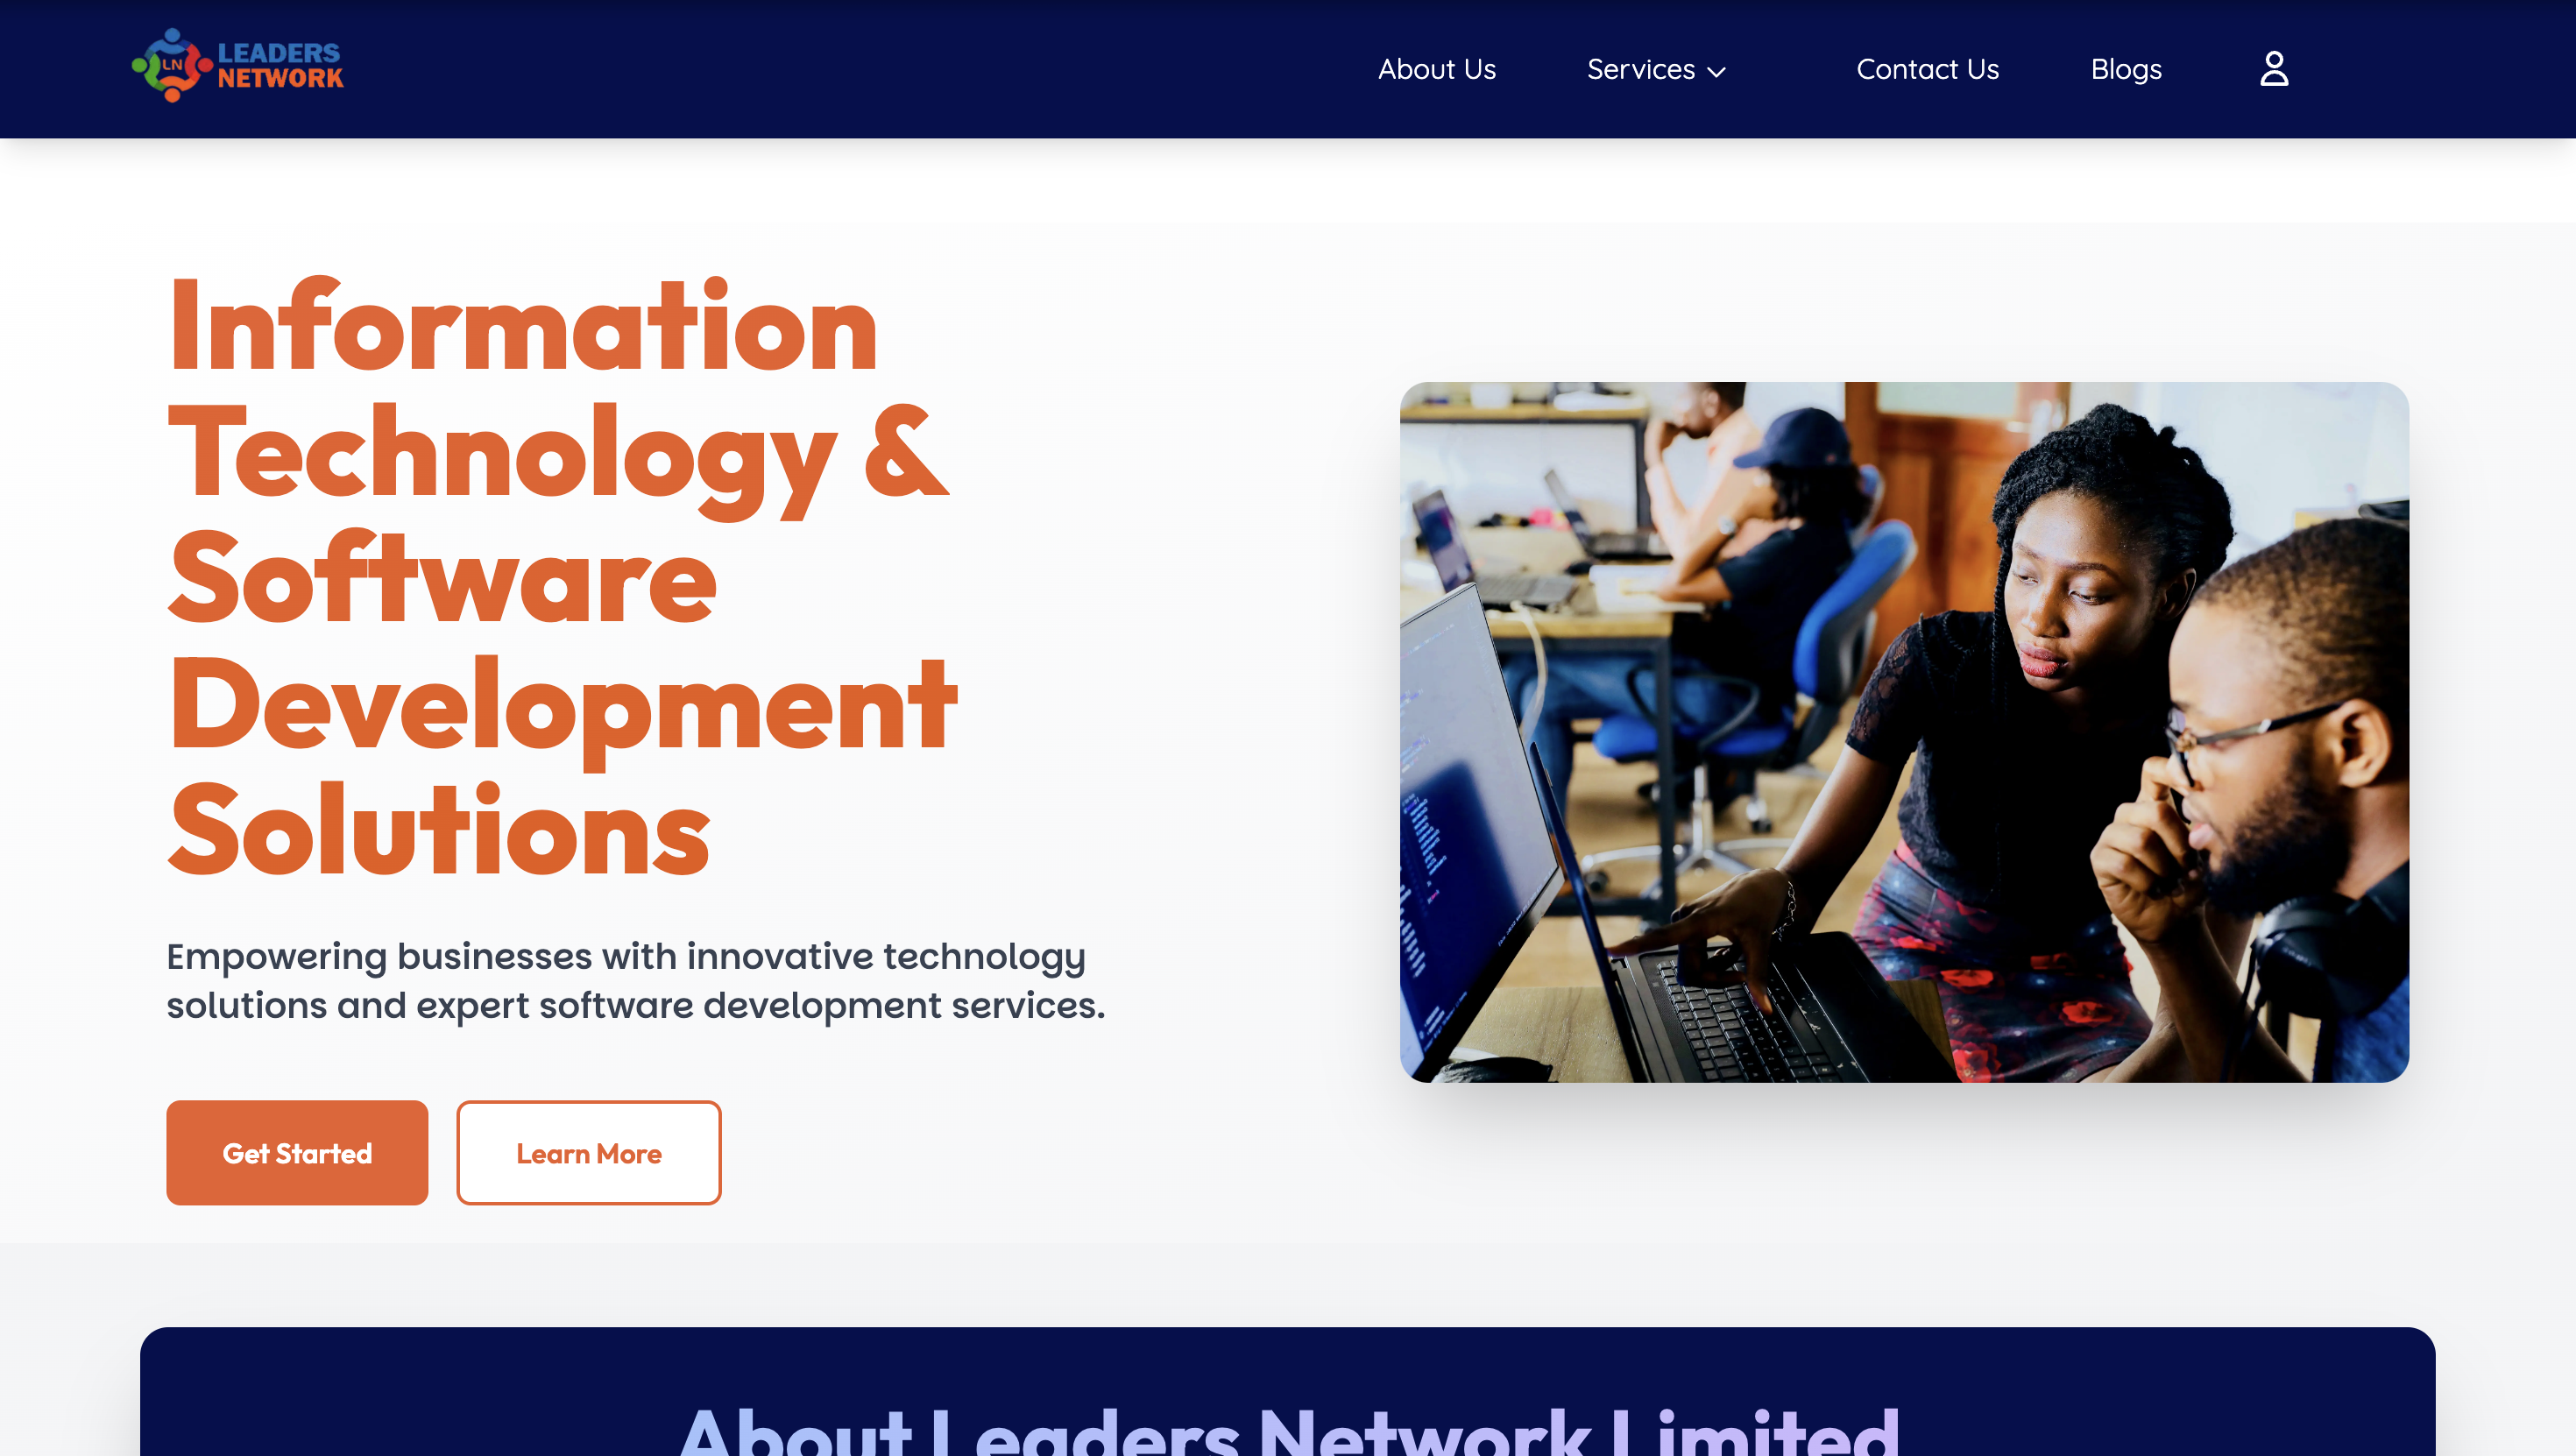 LN
LEADERS
NETWORK
About Us
Services
Contact Us
Blogs
Information
Technology &
Software
Development
Solutions
Empowering businesses with innovative technology
solutions and expert software development services.
Get Started
Learn More
About Leaders Network Limited